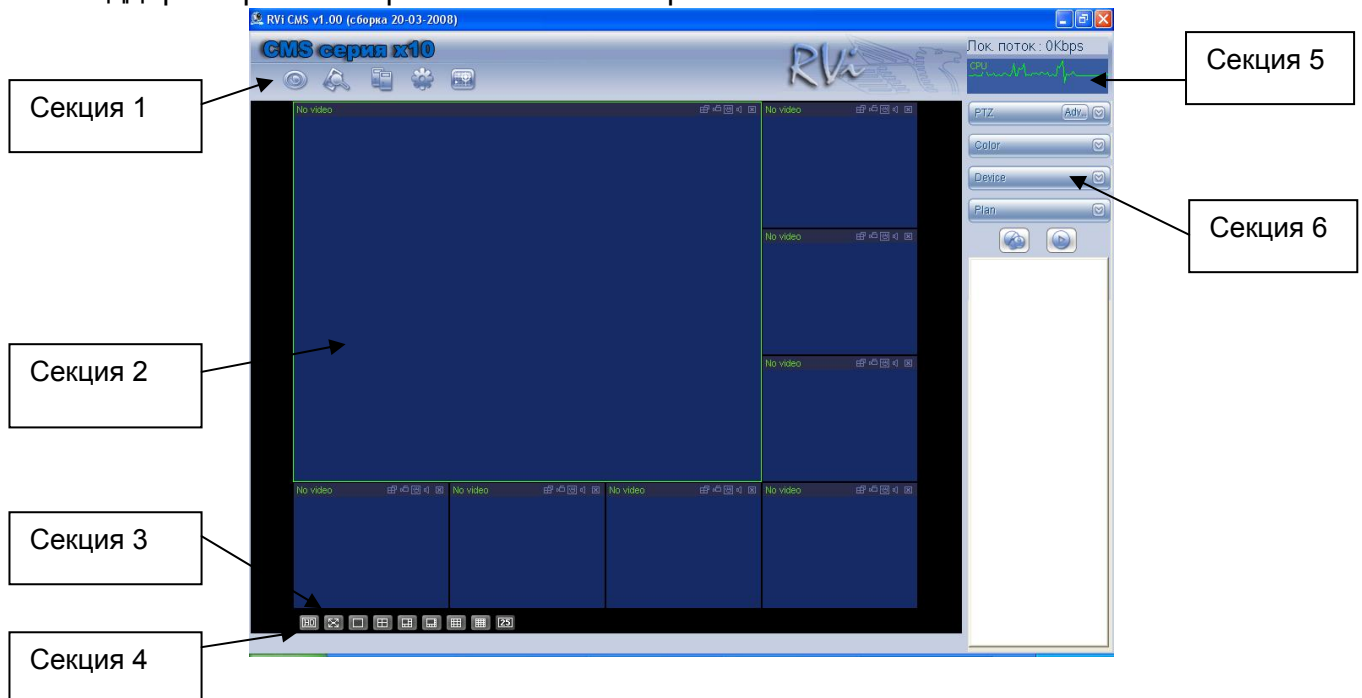 RVi CMS v1.00 (сборка 20-03-2008)
CMS серия х10
RVi
Лок. поток : 0Kbps
CPU
Секция 1
Секция 5
No video
No video
PTZ
Adv..
Color
Device
Plan
Секция 6
No video
Секция 2
No video
No video
No video
No video
No video
Секция 3
25
Секция 4